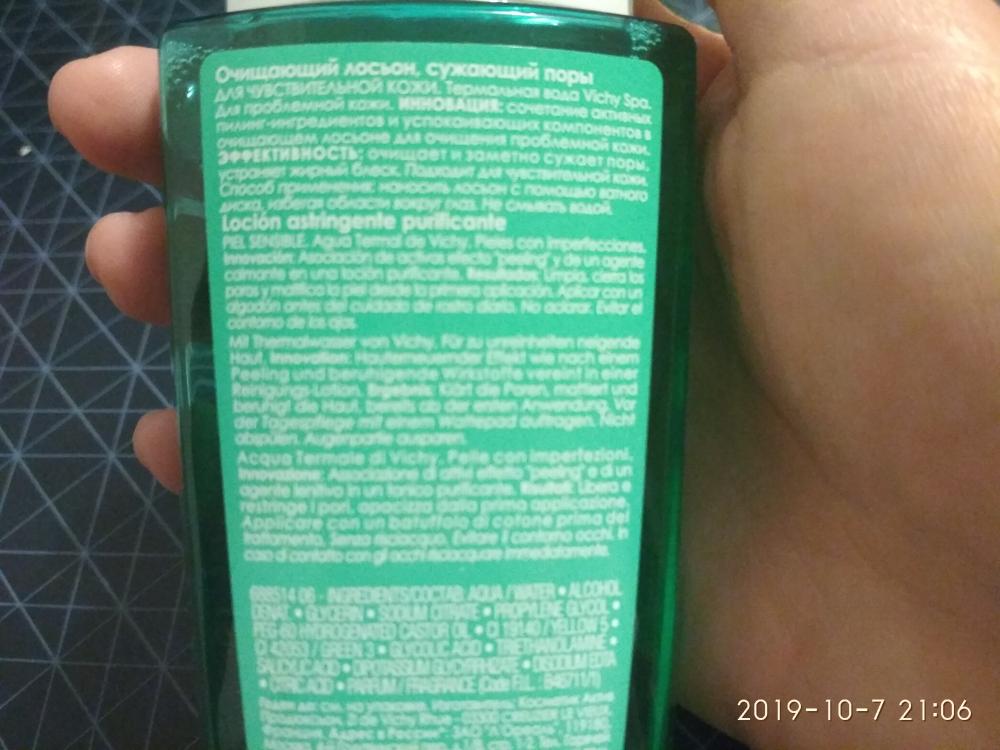 Очищающий лосьон, сужающий поры
ДЛЯ ЧУВСТВИТЕЛЬНОЙ КОЖИ. Термальная вода Vichy Spa.
Для проблемной кожи. ИННОВАЦИЯ: сочетание активных
пилинг-ингредиентов и успокаивающих компонентов в
очищающем лосьоне для очищения проблемной кожи.
ЭФФЕКТИВНОСТЬ: очищает и заметно сужает поры,
устраняет жирный блеск. Подходит для чувствительной кожи.
Способ применения: наносить лосьон с помощью ватного
диска, избегая области вокруг глаз. Не смывать водой.
Loción astringente purificante
PIEL SENSIBLE. Agua Termal de Vichy. Pieles con imperfecciones.
Innovación: Asociación de activos efecto "peeling" y de un agente
calmante en una loción purificante. Resultados: Limpia, cierra los
poros y matifica la piel desde la primera aplicación. Aplicar con un
algodón antes del cuidado de rostro diario. No aclarar. Evitar el
contorno de los ojos.
Mit Thermalwasser von Vichy. Für zu unreinheiten neigende
Haut. Innovation: Hauterneuernder Effekt wie nach einem
Peeling und beruhigende Wirkstoffe vereint in einer
Reinigungs-Lotion. Ergebnis: Klärt die Poren, mattiert und
beruhigt die Haut, bereits ab der ersten Anwendung. Vor
der Tagespflege mit einem Wattepad auftragen. Nicht
abspülen. Augenpartie aussparen.
Acqua Termale di Vichy. Pelle con imperfezioni.
Innovazione: Associazione di attivi effetto "peeling" e di un
agente lenitivo in un tonico purificante. Risultati: Libera e
restringe i pori, opacizza dalla prima applicazione.
Applicare con un batuffolo di cotone prima del
trattamento. Senza risciacquo. Evitare il contorno occhi. In
caso di contatto con gli occhi risciacquare immediatamente.
688514 06 - INGREDIENTS/СОСТАВ: AQUA / WATER • ALCOHOL
DENAT. • GLYCERIN • SODIUM CITRATE • PROPYLENE GLYCOL •
PEG-60 HYDROGENATED CASTOR OIL • CI 19140 / YELLOW 5 •
CI 42053 / GREEN 3 • GLYCOLIC ACID • TRIETHANOLAMINE •
SALICYLIC ACID • DIPOTASSIUM GLYCYRRHIZATE • DISODIUM EDTA
• CITRIC ACID • PARFUM / FRAGRANCE (Code F.I.L.: B46711/1)
2019-10-7 21:06